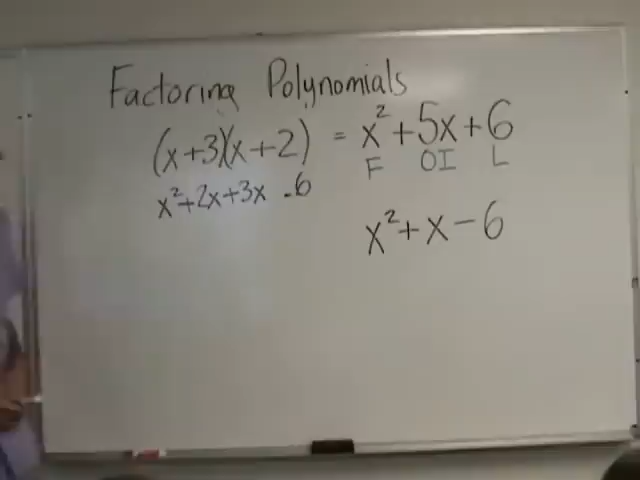 Factoring Polynomials
(x+3)(x+2) = x²+5x+6
F OI L
x²+2x+3x -6
x²+x-6